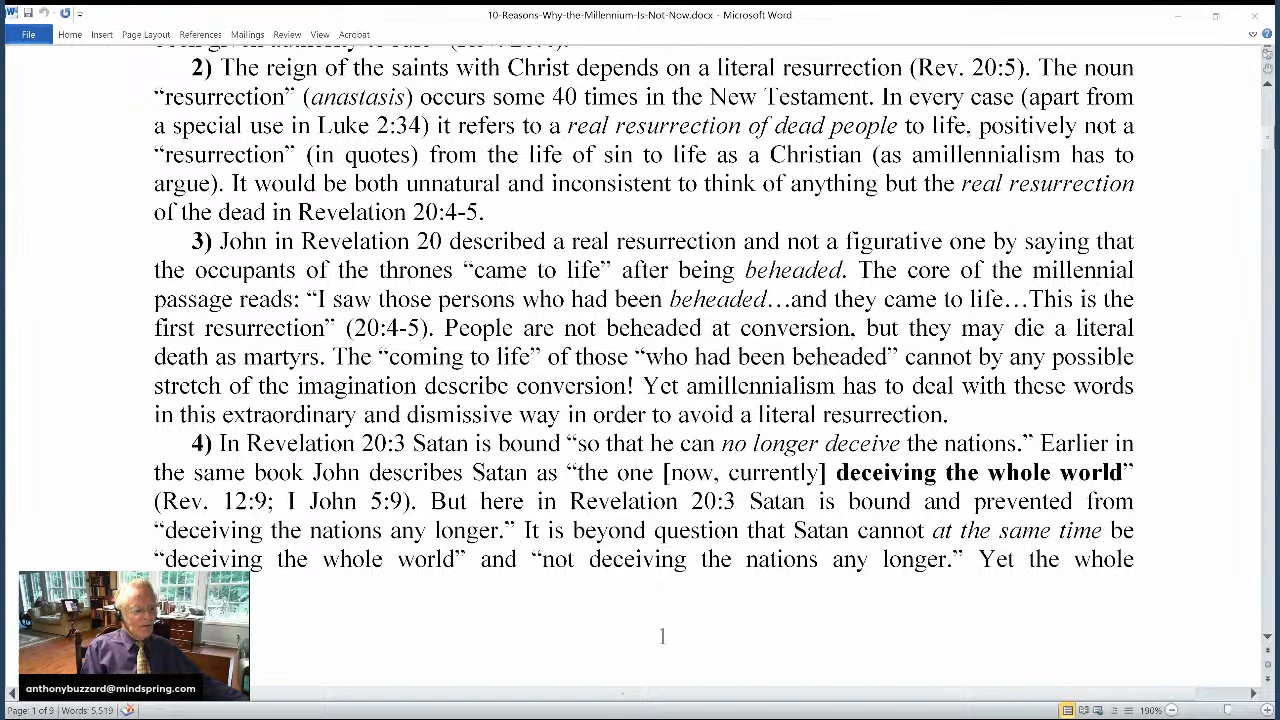 10-Reasons-Why-the-Millennium-Is-Not-Now.docx - Microsoft Word
File Home Insert Page Layout References Mailings Review View Acrobat
2) The reign of the saints with Christ depends on a literal resurrection (Rev. 20:5). The noun
“resurrection” (anastasis) occurs some 40 times in the New Testament. In every case (apart from
a special use in Luke 2:34) it refers to a real resurrection of dead people to life, positively not a
“resurrection” (in quotes) from the life of sin to life as a Christian (as amillennialism has to
argue). It would be both unnatural and inconsistent to think of anything but the real resurrection
of the dead in Revelation 20:4-5.
3) John in Revelation 20 described a real resurrection and not a figurative one by saying that
the occupants of the thrones “came to life” after being beheaded. The core of the millennial
passage reads: “I saw those persons who had been beheaded…and they came to life…This is the
first resurrection” (20:4-5). People are not beheaded at conversion, but they may die a literal
death as martyrs. The “coming to life” of those “who had been beheaded” cannot by any possible
stretch of the imagination describe conversion! Yet amillennialism has to deal with these words
in this extraordinary and dismissive way in order to avoid a literal resurrection.
4) In Revelation 20:3 Satan is bound “so that he can no longer deceive the nations.” Earlier in
the same book John describes Satan as “the one [now, currently] deceiving the whole world”
(Rev. 12:9; I John 5:9). But here in Revelation 20:3 Satan is bound and prevented from
“deceiving the nations any longer.” It is beyond question that Satan cannot at the same time be
“deceiving the whole world” and “not deceiving the nations any longer.” Yet the whole
1
anthonybuzzard@mindspring.com
Page: 1 of 9 Words: 5,519 190%